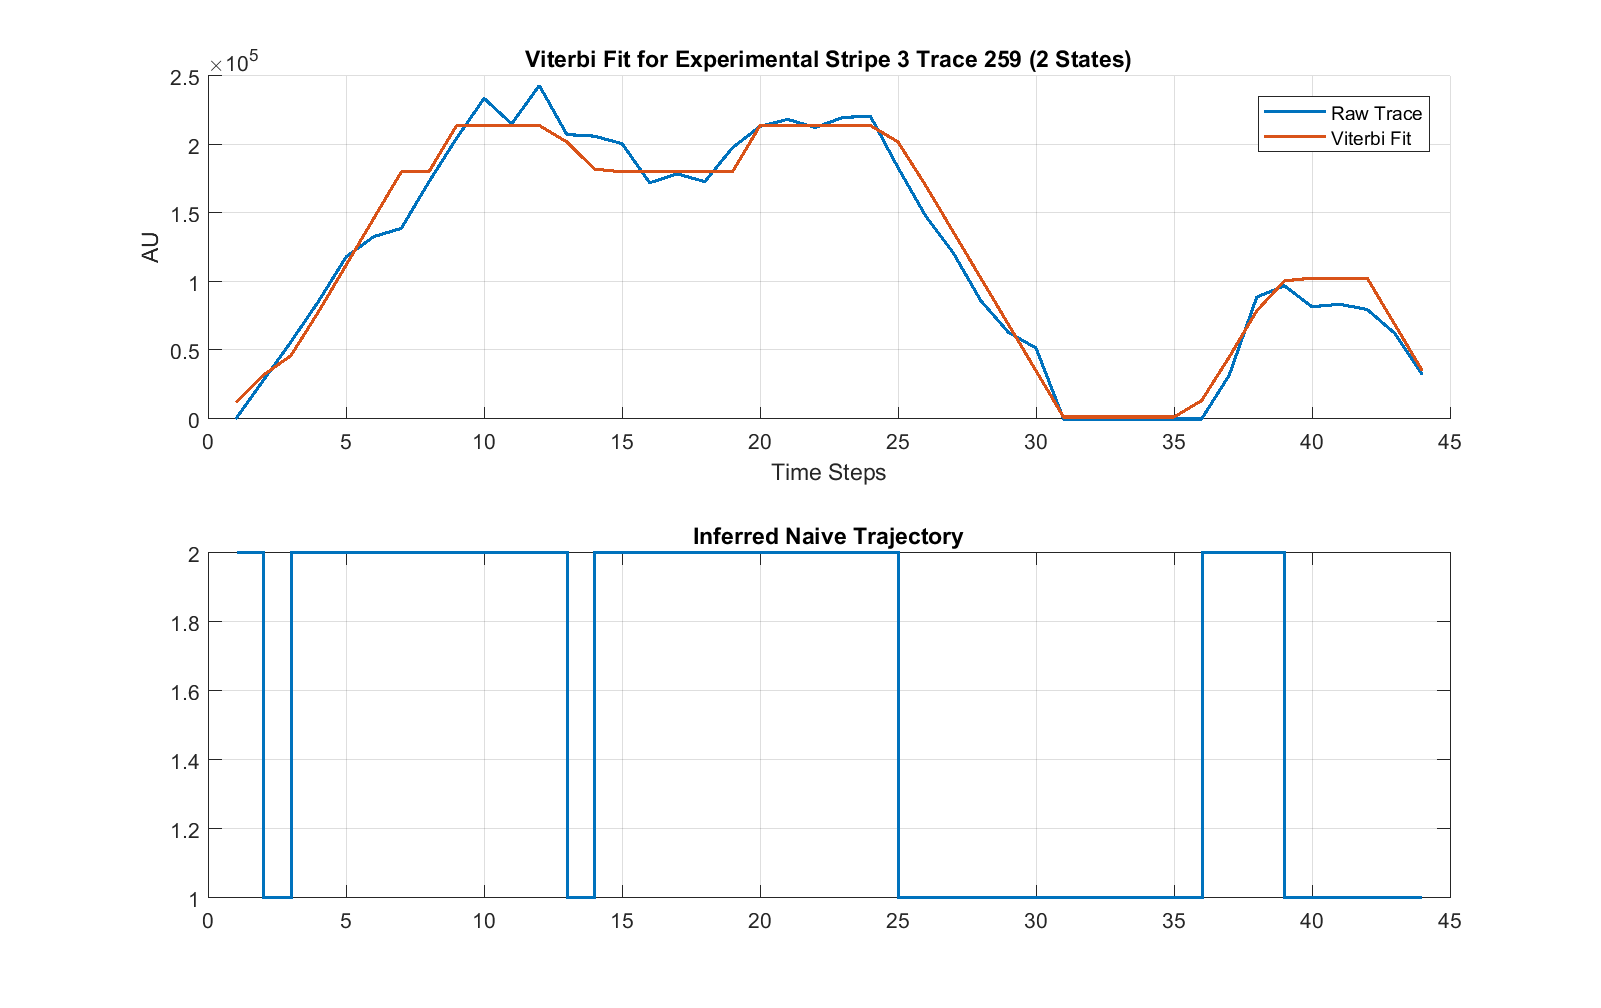 Viterbi Fit for Experimental Stripe 3 Trace 259 (2 States)
×10^5
2.5
2
1.5
1
0.5
0
AU
Raw Trace
Viterbi Fit
0 5 10 15 20 25 30 35 40 45
Time Steps
Inferred Naive Trajectory
2
1.8
1.6
1.4
1.2
1
0 5 10 15 20 25 30 35 40 45